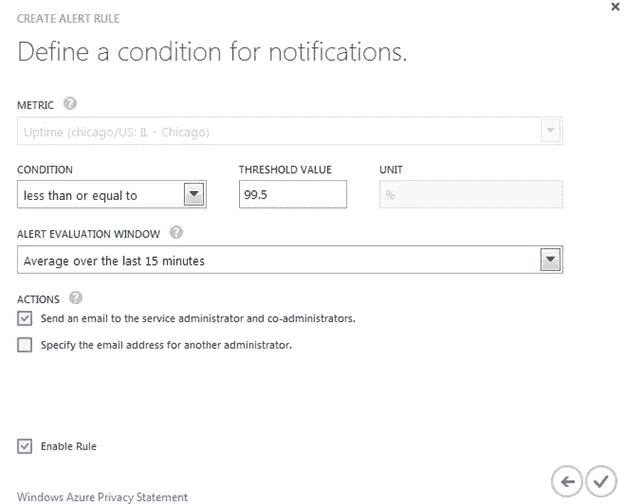 CREATE ALERT RULE
Define a condition for notifications.
METRIC
Uptime (chicago/US: IL - Chicago)
CONDITION THRESHOLD VALUE UNIT
less than or equal to 99.5 %
ALERT EVALUATION WINDOW
Average over the last 15 minutes
ACTIONS
Send an email to the service administrator and co-administrators.
Specify the email address for another administrator.
Enable Rule
Windows Azure Privacy Statement